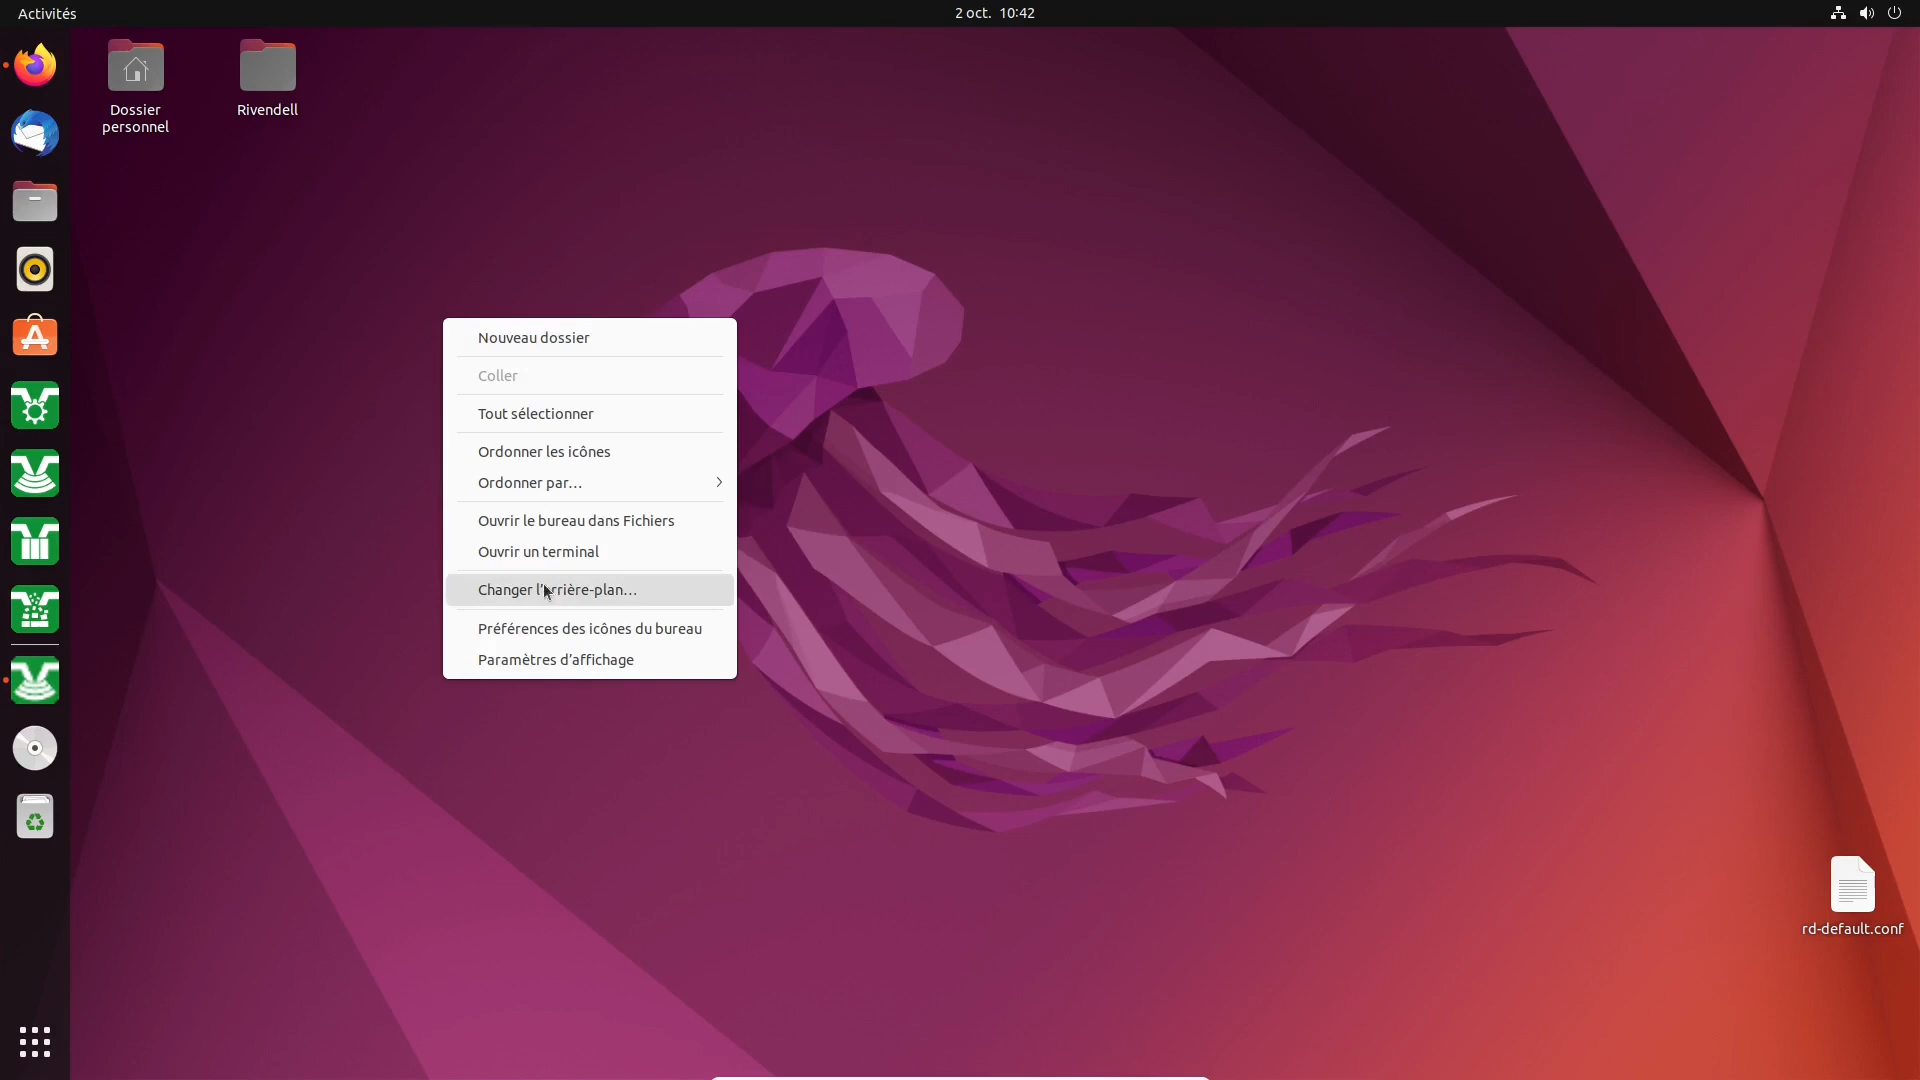 Activités
2 oct. 10:42
Dossier
personnel
Rivendell
Nouveau dossier
Coller
Tout sélectionner
Ordonner les icônes
Ordonner par…
Ouvrir le bureau dans Fichiers
Ouvrir un terminal
Changer l’arrière-plan…
Préférences des icônes du bureau
Paramètres d’affichage
rd-default.conf